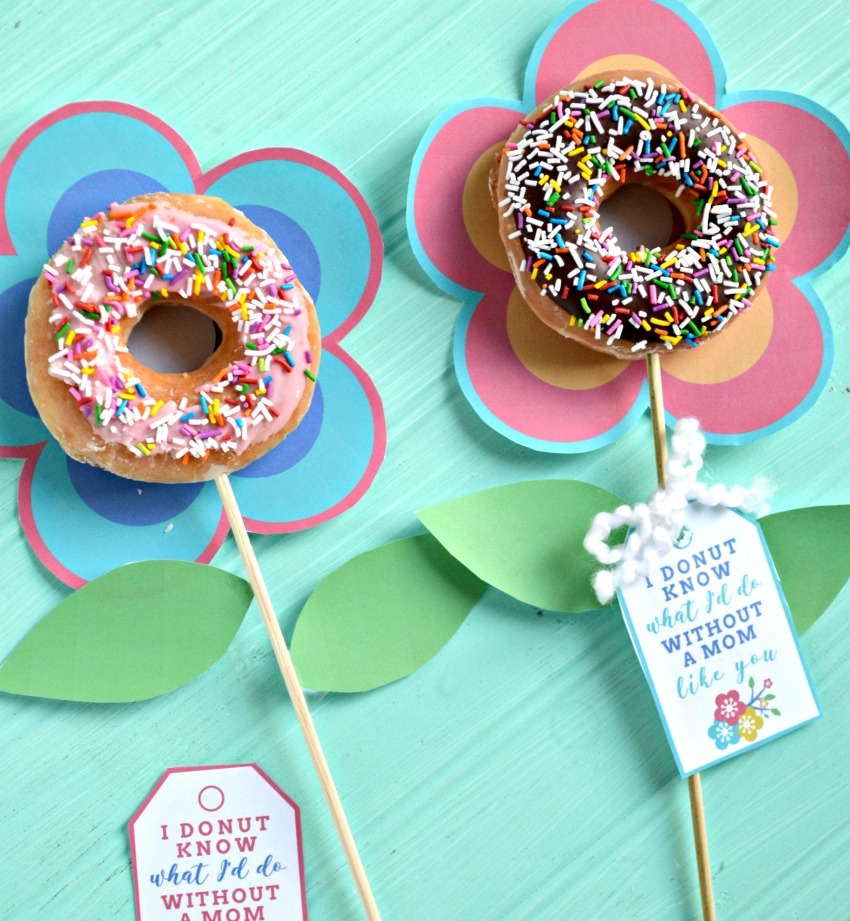 I DONUT
KNOW
what I'd do
WITHOUT
A MOM
like you
I DONUT
KNOW
what I'd do
WITHOUT
A MOM